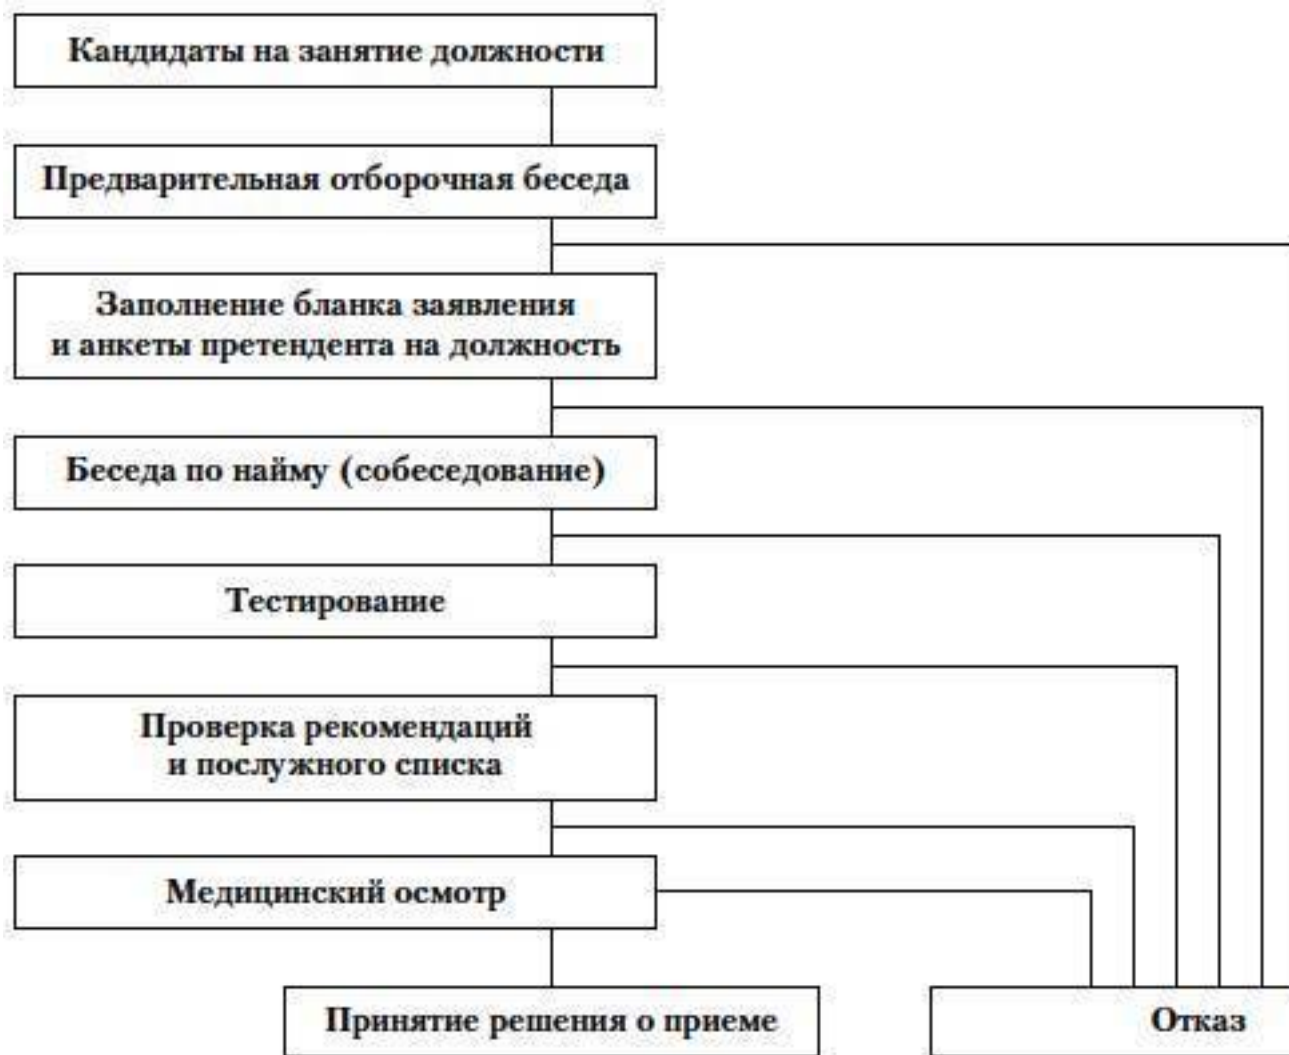 Кандидаты на занятие должности
Предварительная отборочная беседа
Заполнение бланка заявления
и анкеты претендента на должность
Беседа по найму (собеседование)
Тестирование
Проверка рекомендаций
и послужного списка
Медицинский осмотр
Принятие решения о приеме
Отказ